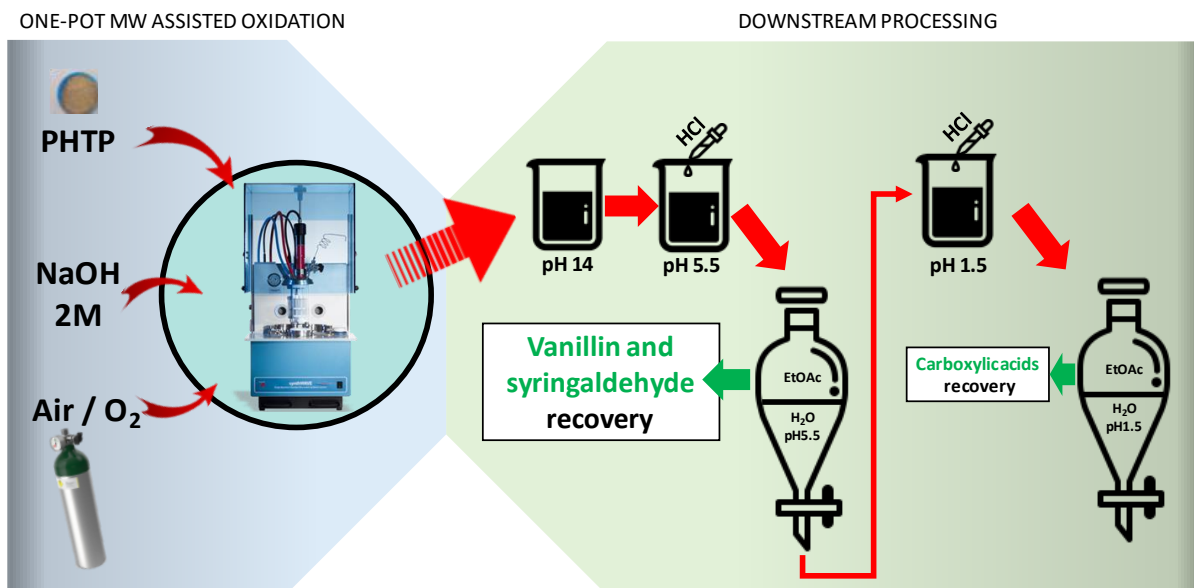 ONE-POT MW ASSISTED OXIDATION
DOWNSTREAM PROCESSING
PHTP
NaOH
2M
Air / O₂
HCl
pH 14
pH 5.5
Vanillin and
syringaldehyde
recovery
EtOAc
H₂O
pH5.5
HCl
pH 1.5
Carboxylicacids
recovery
EtOAc
H₂O
pH1.5